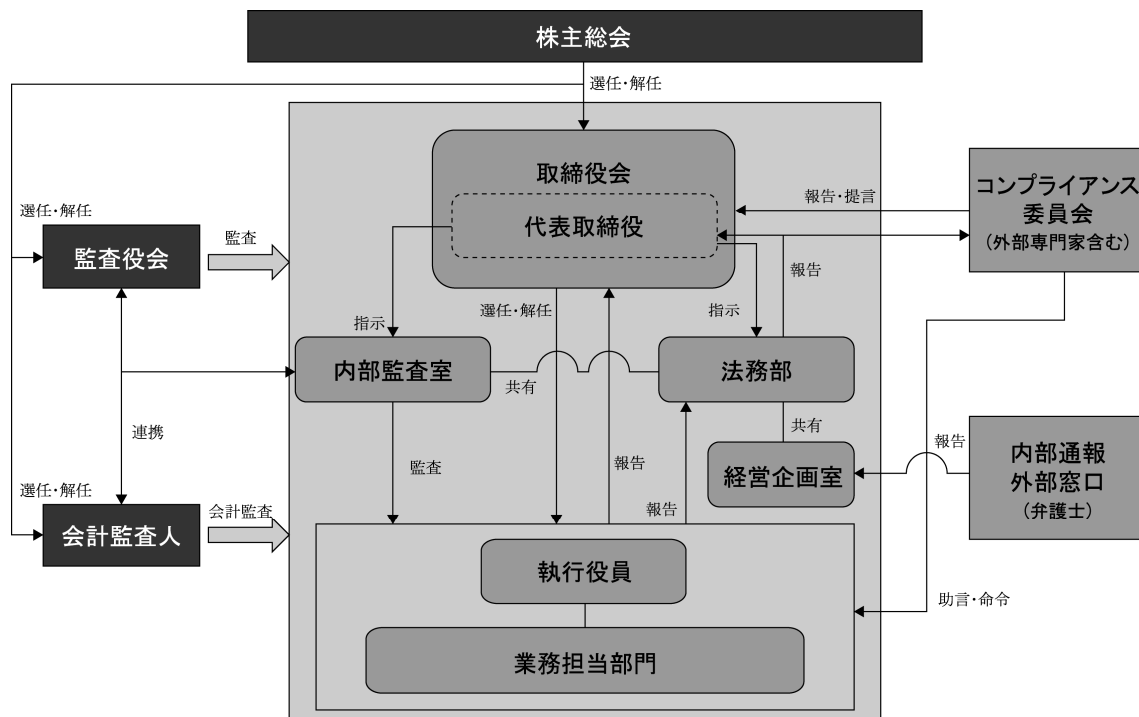 株主総会
選任・解任
取締役会
代表取締役
報告・提言
コンプライアンス
委員会
（外部専門家含む）
選任・解任
監査役会
監査
報告
指示
選任・解任
指示
内部監査室
共有
法務部
連携
監査
報告
共有
経営企画室
報告
内部通報
外部窓口
（弁護士）
選任・解任
会計監査人
会計監査
報告
執行役員
助言・命令
業務担当部門